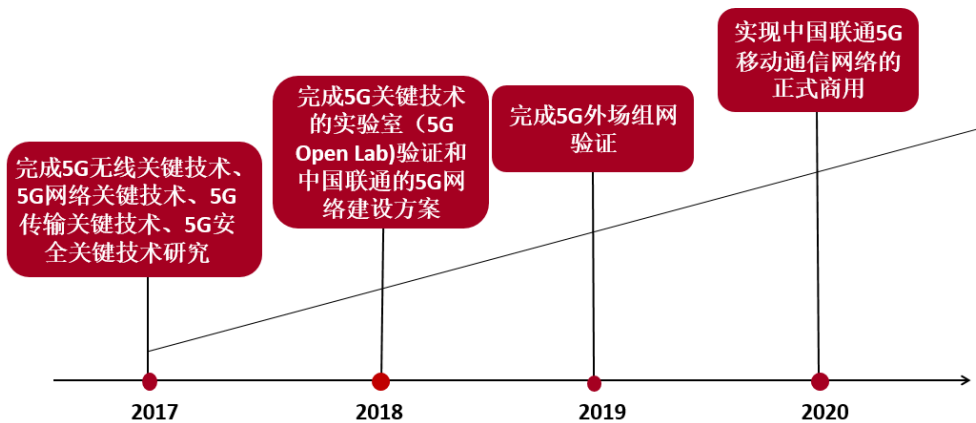 完成5G无线关键技术、
5G网络关键技术、5G
传输关键技术、5G安
全关键技术研究
完成5G关键技术
的实验室（5G
Open Lab)验证和
中国联通的5G网
络建设方案
完成5G外场组网
验证
实现中国联通5G
移动通信网络的
正式商用
2017
2018
2019
2020